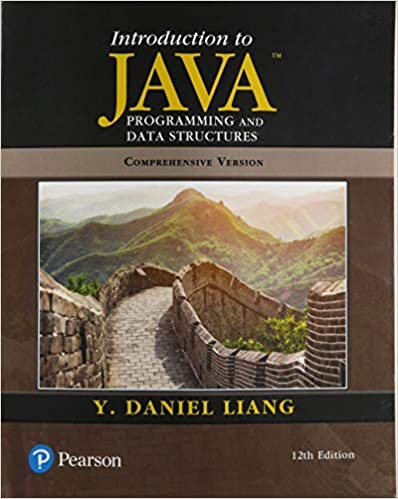 Introduction to
JAVA™
PROGRAMMING AND
DATA STRUCTURES
COMPREHENSIVE VERSION
Y. DANIEL LIANG
Pearson
12th Edition